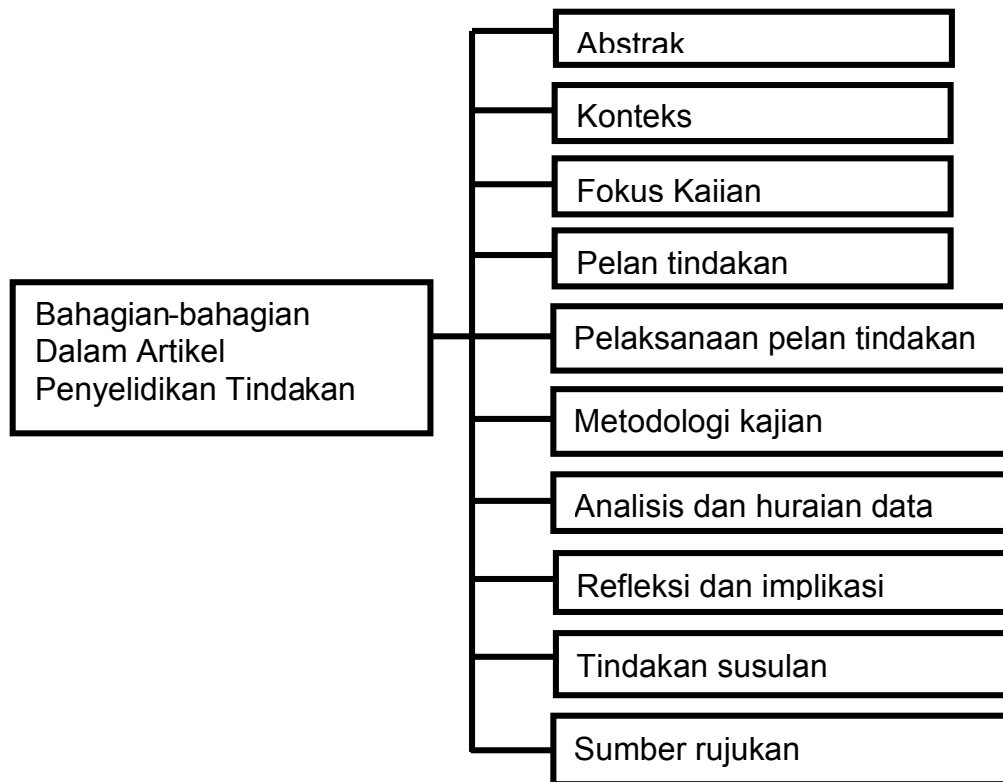 Bahagian-bahagian
Dalam Artikel
Penyelidikan Tindakan
Abstrak
Konteks
Fokus Kajian
Pelan tindakan
Pelaksanaan pelan tindakan
Metodologi kajian
Analisis dan huraian data
Refleksi dan implikasi
Tindakan susulan
Sumber rujukan